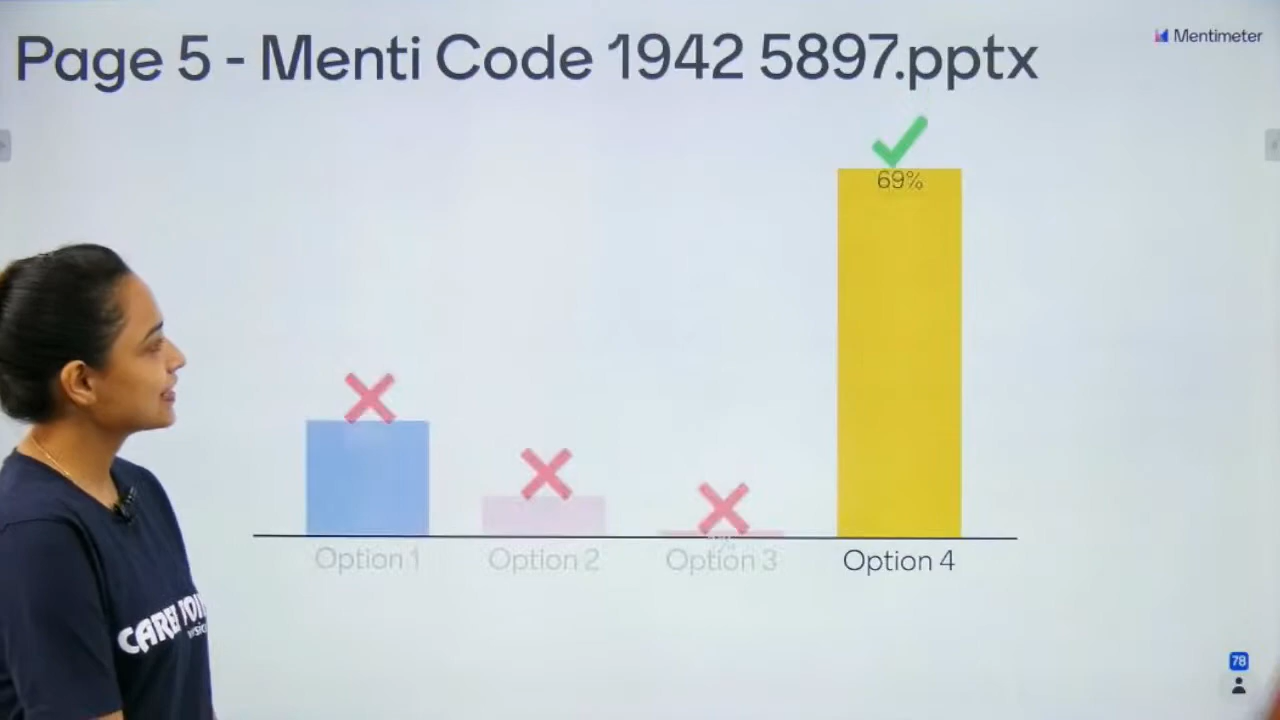 Page 5 - Menti Code 1942 5897.pptx
Mentimeter
69%
Option 1
Option 2
Option 3
Option 4
78